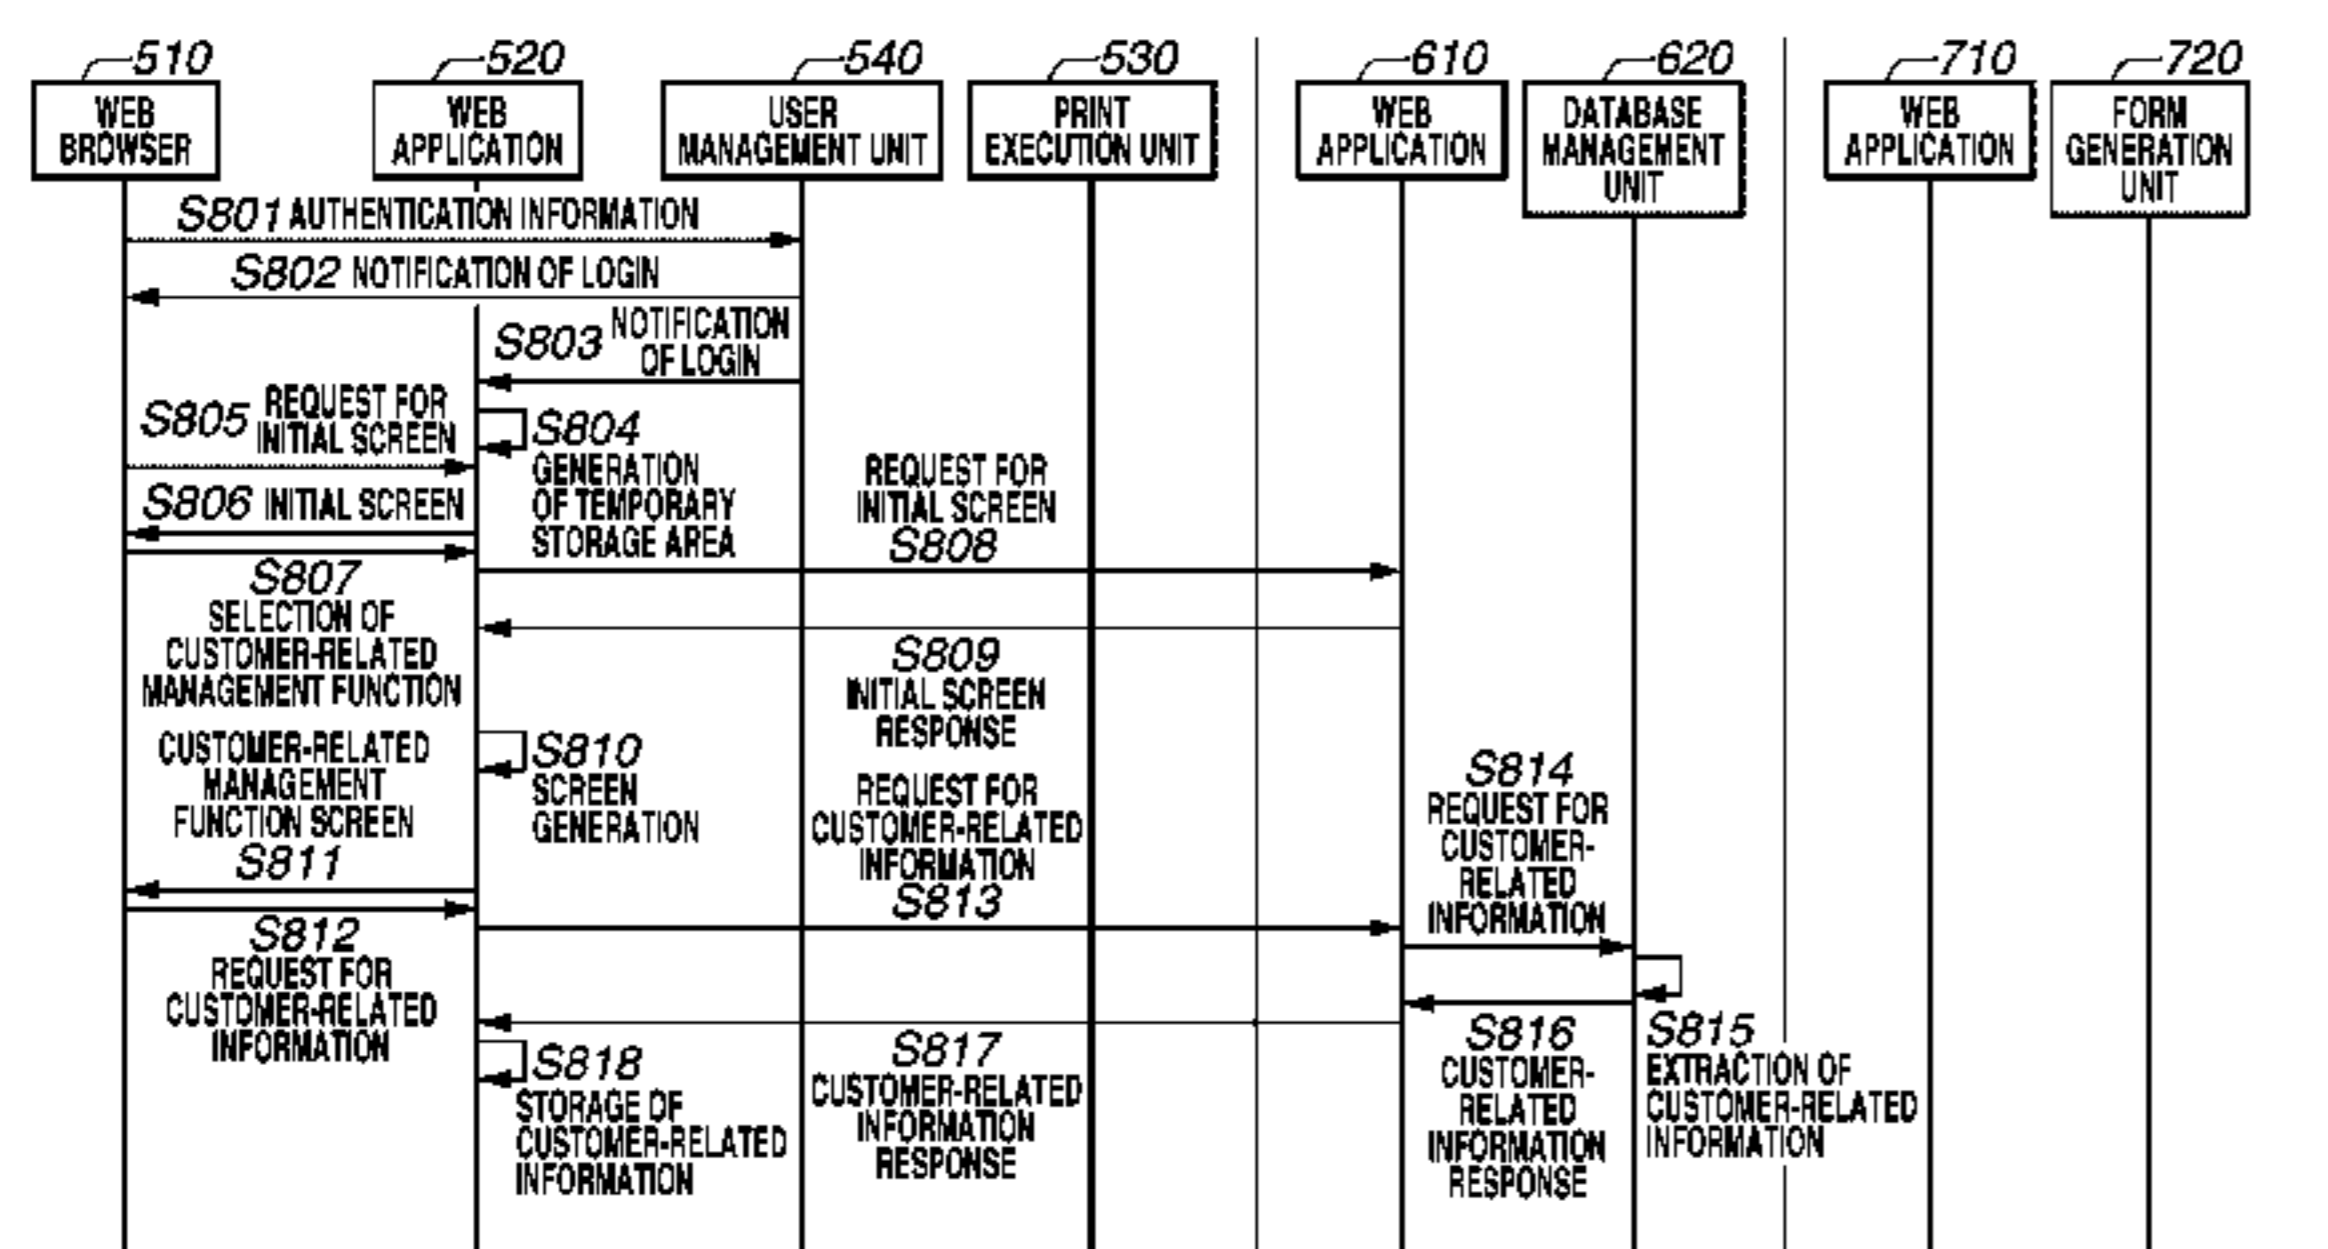 510
520
540
530
610
620
710
720
WEB
BROWSER
WEB
APPLICATION
USER
MANAGEMENT UNIT
PRINT
EXECUTION UNIT
WEB
APPLICATION
DATABASE
MANAGEMENT
UNIT
WEB
APPLICATION
FORM
GENERATION
UNIT
S801 AUTHENTICATION INFORMATION
S802 NOTIFICATION OF LOGIN
S803 NOTIFICATION
OF LOGIN
S805 REQUEST FOR
INITIAL SCREEN
S804
GENERATION
OF TEMPORARY
STORAGE AREA
S806 INITIAL SCREEN
REQUEST FOR
INITIAL SCREEN
S808
S807
SELECTION OF
CUSTOMER-RELATED
MANAGEMENT FUNCTION
S809
INITIAL SCREEN
RESPONSE
S810
SCREEN
GENERATION
CUSTOMER-RELATED
MANAGEMENT
FUNCTION SCREEN
S811
S812
REQUEST FOR
CUSTOMER-RELATED
INFORMATION
REQUEST FOR
CUSTOMER-RELATED
INFORMATION
S813
S814
REQUEST FOR
CUSTOMER-
RELATED
INFORMATION
S815
EXTRACTION OF
CUSTOMER-RELATED
INFORMATION
S816
CUSTOMER-
RELATED
INFORMATION
RESPONSE
S817
CUSTOMER-RELATED
INFORMATION
RESPONSE
S818
STORAGE OF
CUSTOMER-RELATED
INFORMATION